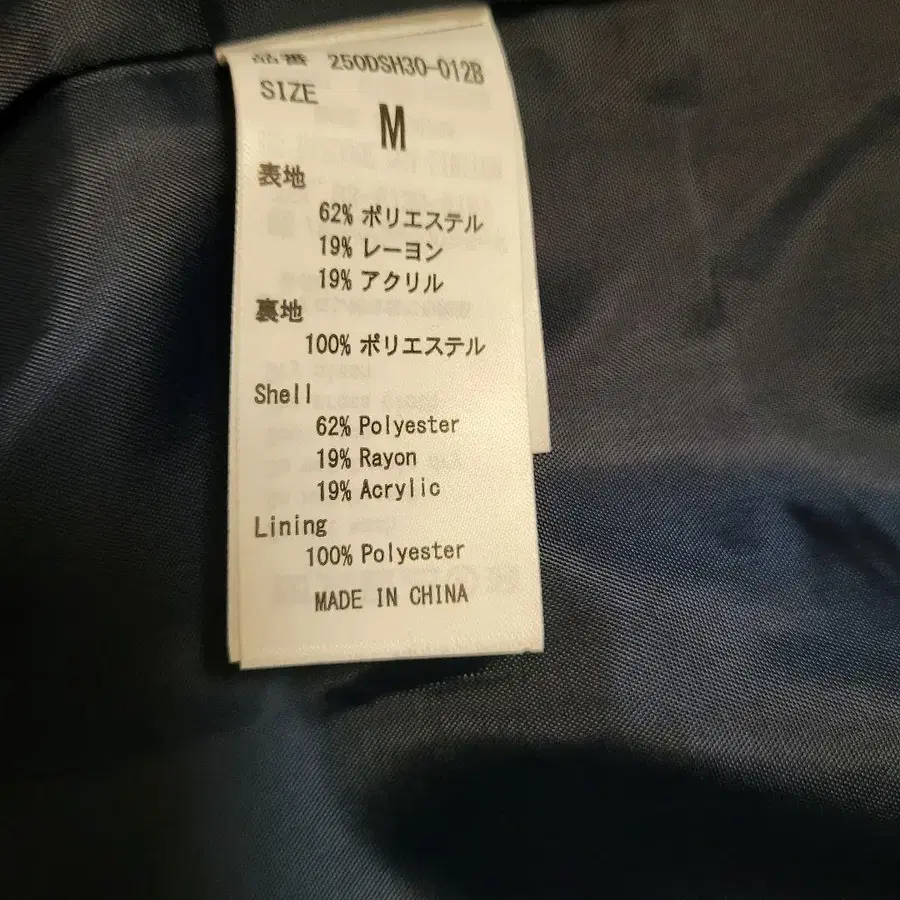 品番 250DSH30-012B
SIZE
M
表地
62% ポリエステル
19% レーヨン
19% アクリル
裏地
100% ポリエステル
Shell
62% Polyester
19% Rayon
19% Acrylic
Lining
100% Polyester
MADE IN CHINA